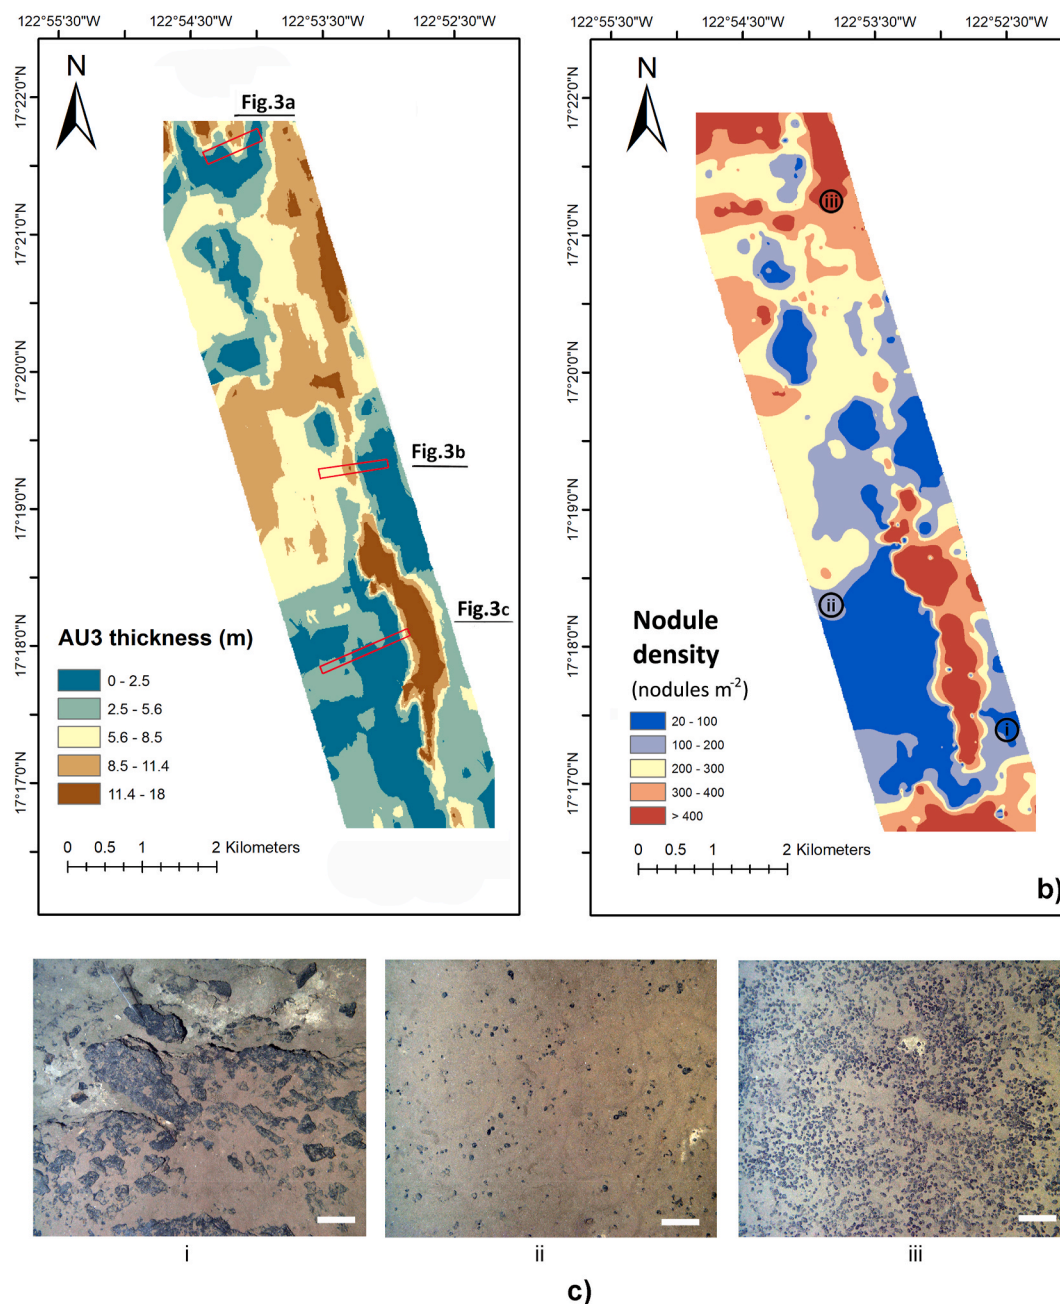 122°55'30"W 122°54'30"W 122°53'30"W 122°52'30"W
17°22'0"N
17°21'0"N
17°20'0"N
17°19'0"N
17°18'0"N
17°17'0"N
N
Fig.3a
Fig.3b
Fig.3c
AU3 thickness (m)
0 - 2.5
2.5 - 5.6
5.6 - 8.5
8.5 - 11.4
11.4 - 18
0 0.5 1 2 Kilometers
122°55'30"W 122°54'30"W 122°53'30"W 122°52'30"W
17°22'0"N
17°21'0"N
17°20'0"N
17°19'0"N
17°18'0"N
17°17'0"N
N
iii
ii
i
Nodule
density
(nodules m⁻²)
20 - 100
100 - 200
200 - 300
300 - 400
> 400
0 0.5 1 2 Kilometers
b)
i
ii
iii
c)